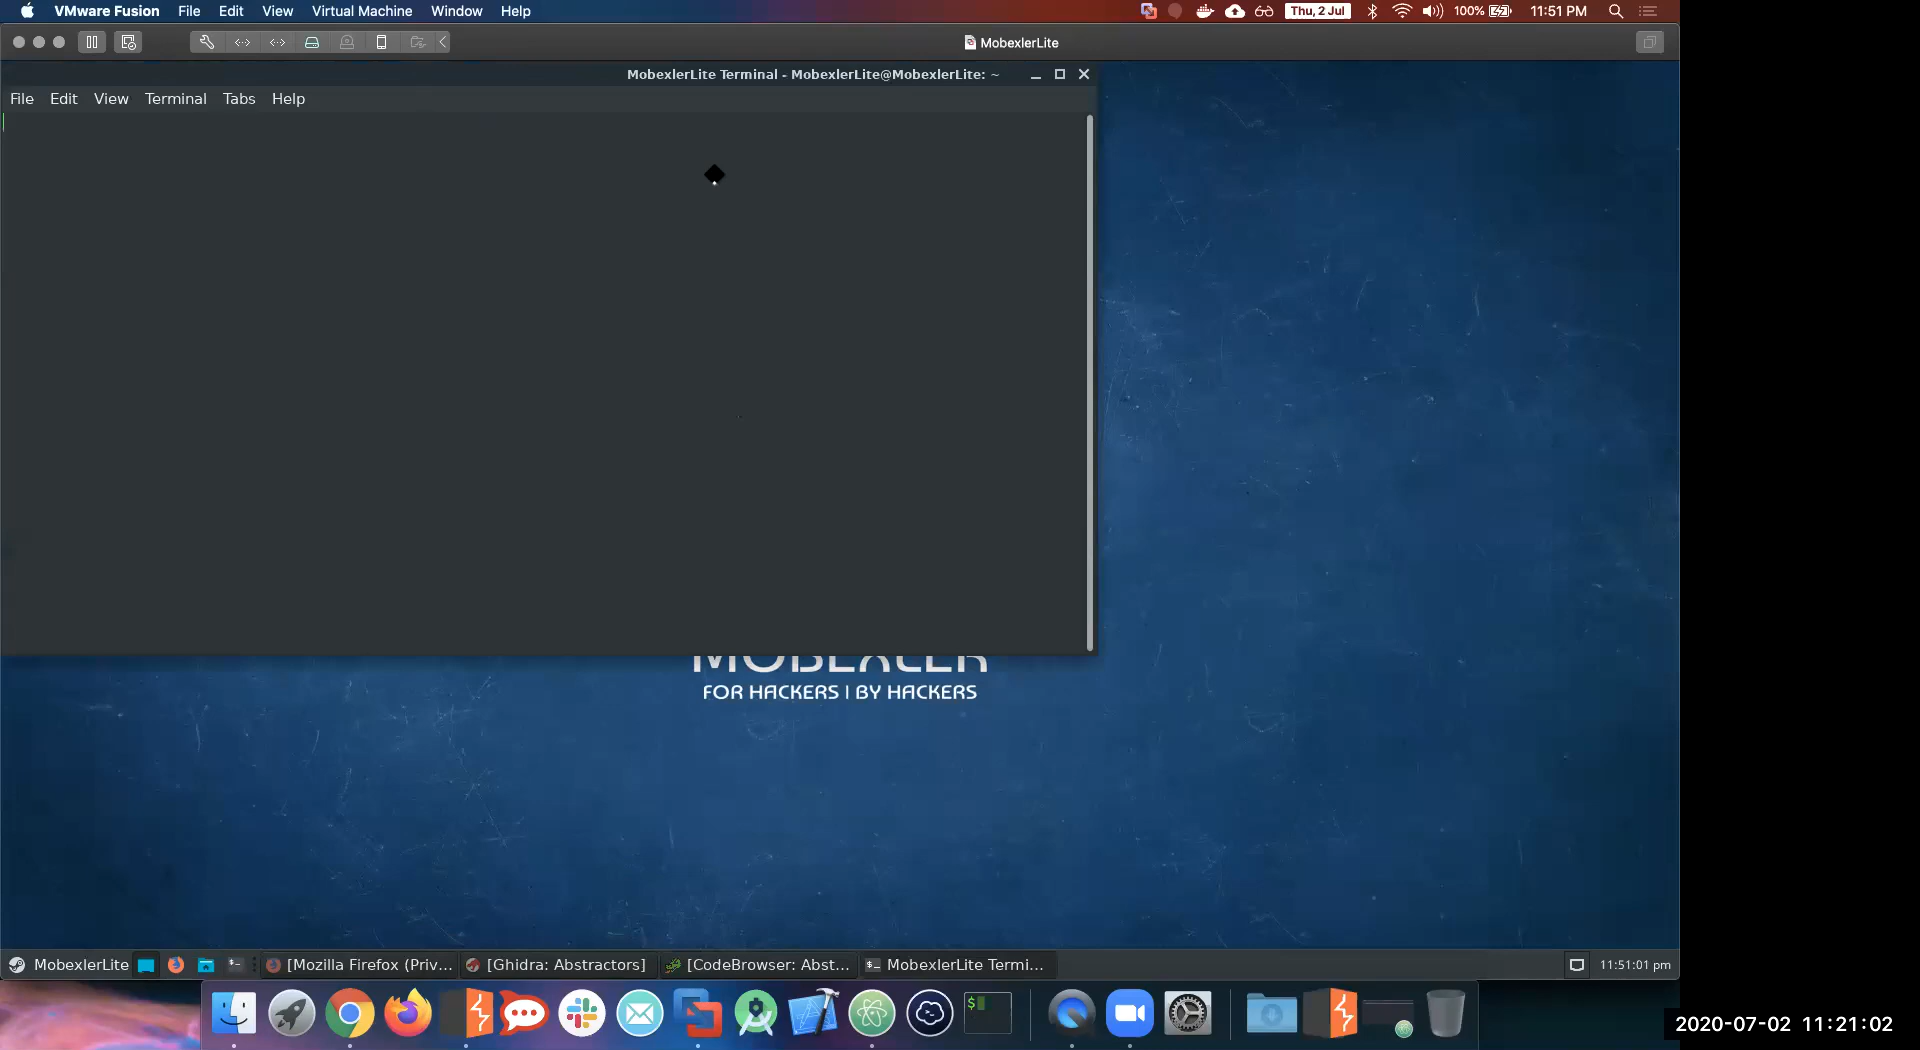 VMware Fusion File Edit View Virtual Machine Window Help Thu, 2 Jul 100% 11:51 PM
MobexlerLite
MobexlerLite Terminal - MobexlerLite@MobexlerLite: ~
File Edit View Terminal Tabs Help
MOBEXLER
FOR HACKERS | BY HACKERS
MobexlerLite [Mozilla Firefox (Priv... [Ghidra: Abstractors] [CodeBrowser: Abst... MobexlerLite Termi... 11:51:01 pm
2020-07-02 11:21:02